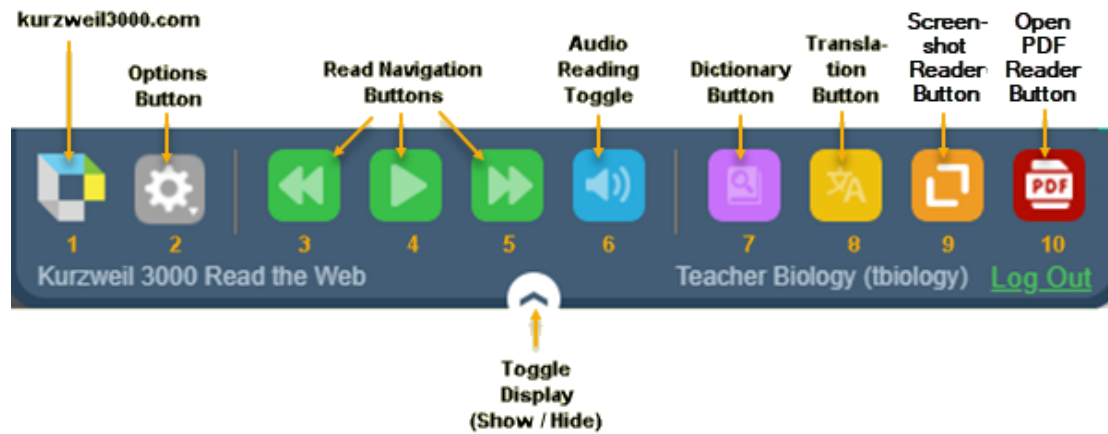 kurzweil3000.com
Options
Button
Read Navigation
Buttons
Audio
Reading
Toggle
Dictionary
Button
Transla-
tion
Button
Screen-
shot
Reader
Button
Open
PDF
Reader
Button
PDF
1 2 3 4 5 6 7 8 9 10
Kurzweil 3000 Read the Web Teacher Biology (tbiology) Log Out
Toggle
Display
(Show / Hide)